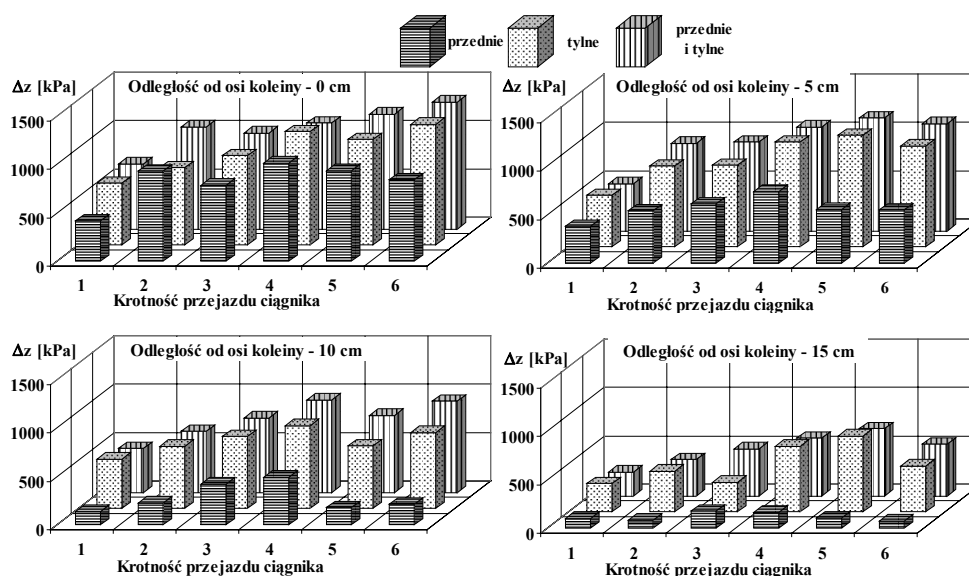 przednie
tylne
przednie
i tylne
Δz [kPa]
Odległość od osi koleiny - 0 cm
1500
1000
500
0
1 2 3 4 5 6
Krotność przejazdu ciągnika
Δz [kPa]
Odległość od osi koleiny - 5 cm
1500
1000
500
0
1 2 3 4 5 6
Krotność przejazdu ciągnika
Δz [kPa]
Odległość od osi koleiny - 10 cm
1500
1000
500
0
1 2 3 4 5 6
Krotność przejazdu ciągnika
Δz [kPa]
Odległość od osi koleiny - 15 cm
1500
1000
500
0
1 2 3 4 5 6
Krotność przejazdu ciągnika